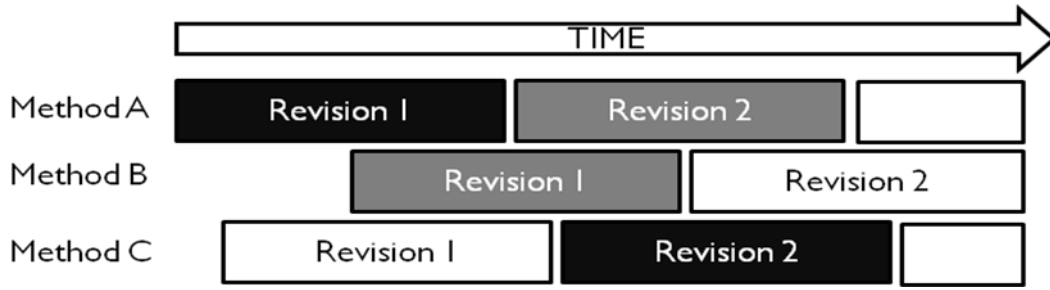 TIME
Method A Revision 1 Revision 2
Method B Revision 1 Revision 2
Method C Revision 1 Revision 2